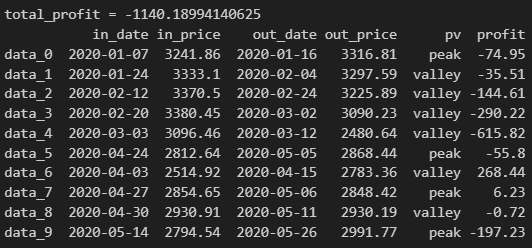 total_profit = -1140.18994140625
in_date in_price out_date out_price pv profit
data_0 2020-01-07 3241.86 2020-01-16 3316.81 peak -74.95
data_1 2020-01-24 3333.1 2020-02-04 3297.59 valley -35.51
data_2 2020-02-12 3370.5 2020-02-24 3225.89 valley -144.61
data_3 2020-02-20 3380.45 2020-03-02 3090.23 valley -290.22
data_4 2020-03-03 3096.46 2020-03-12 2480.64 valley -615.82
data_5 2020-04-24 2812.64 2020-05-05 2868.44 peak -55.8
data_6 2020-04-03 2514.92 2020-04-15 2783.36 valley 268.44
data_7 2020-04-27 2854.65 2020-05-06 2848.42 peak 6.23
data_8 2020-04-30 2930.91 2020-05-11 2930.19 valley -0.72
data_9 2020-05-14 2794.54 2020-05-26 2991.77 peak -197.23